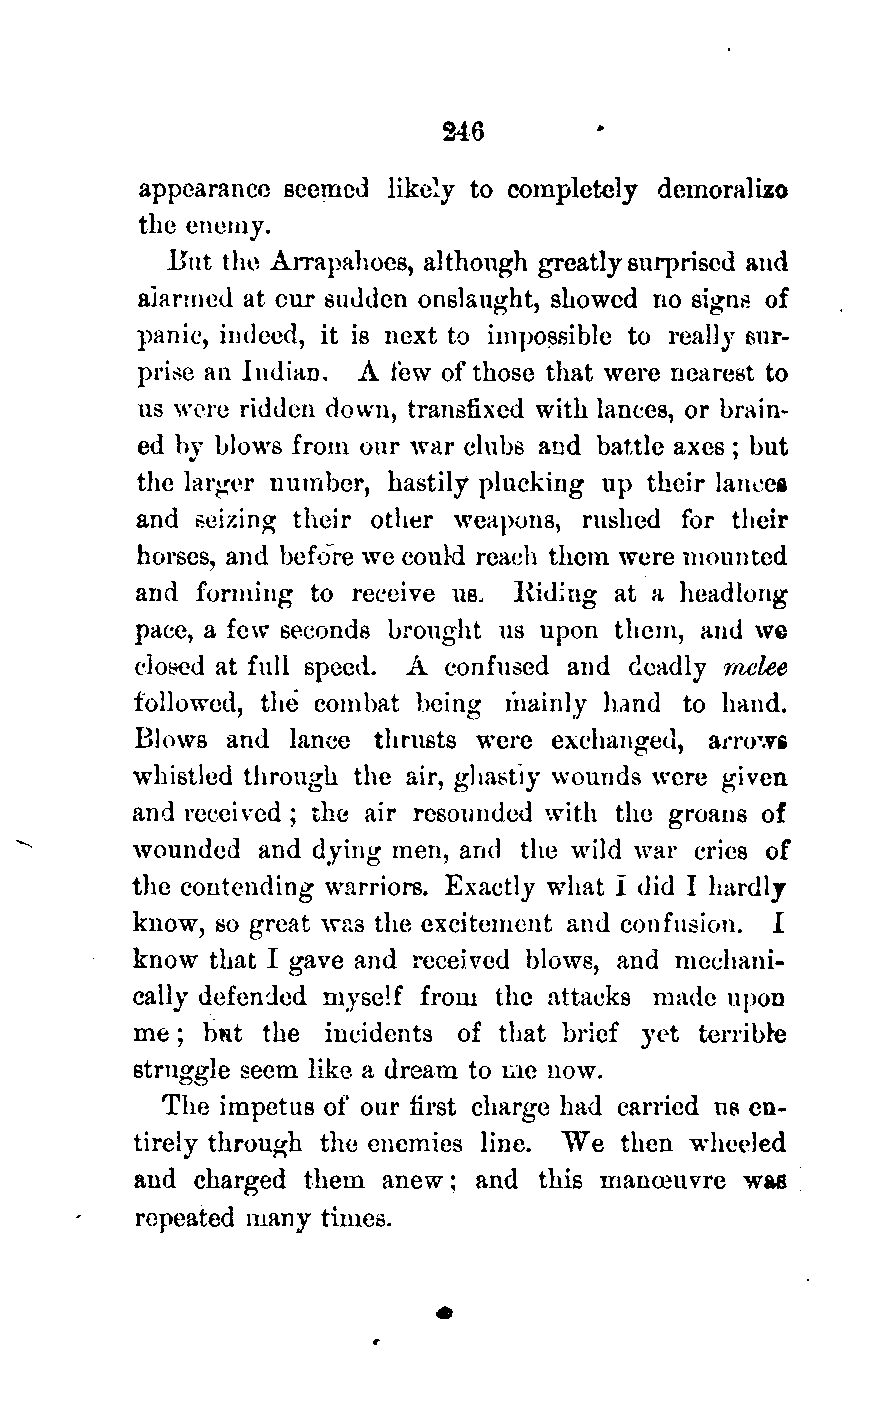 246
appearance seemed likely to completely demoralize
the enemy.
But the Arrapahoes, although greatly surprised and
alarmed at our sudden onslaught, showed no signs of
panic, indeed, it is next to impossible to really sur-
prise an Indian. A few of those that were nearest to
us were ridden down, transfixed with lances, or brain-
ed by blows from our war clubs and battle axes; but
the larger number, hastily plucking up their lances
and seizing their other weapons, rushed for their
horses, and before we could reach them were mounted
and forming to receive us. Riding at a headlong
pace, a few seconds brought us upon them, and we
closed at full speed. A confused and deadly melee
followed, the combat being mainly hand to hand.
Blows and lance thrusts were exchanged, arrows
whistled through the air, ghastly wounds were given
and received; the air resounded with the groans of
wounded and dying men, and the wild war cries of
the contending warriors. Exactly what I did I hardly
know, so great was the excitement and confusion. I
know that I gave and received blows, and mechani-
cally defended myself from the attacks made upon
me; but the incidents of that brief yet terrible
struggle seem like a dream to me now.
The impetus of our first charge had carried us en-
tirely through the enemies line. We then wheeled
and charged them anew; and this manœuvre was
repeated many times.